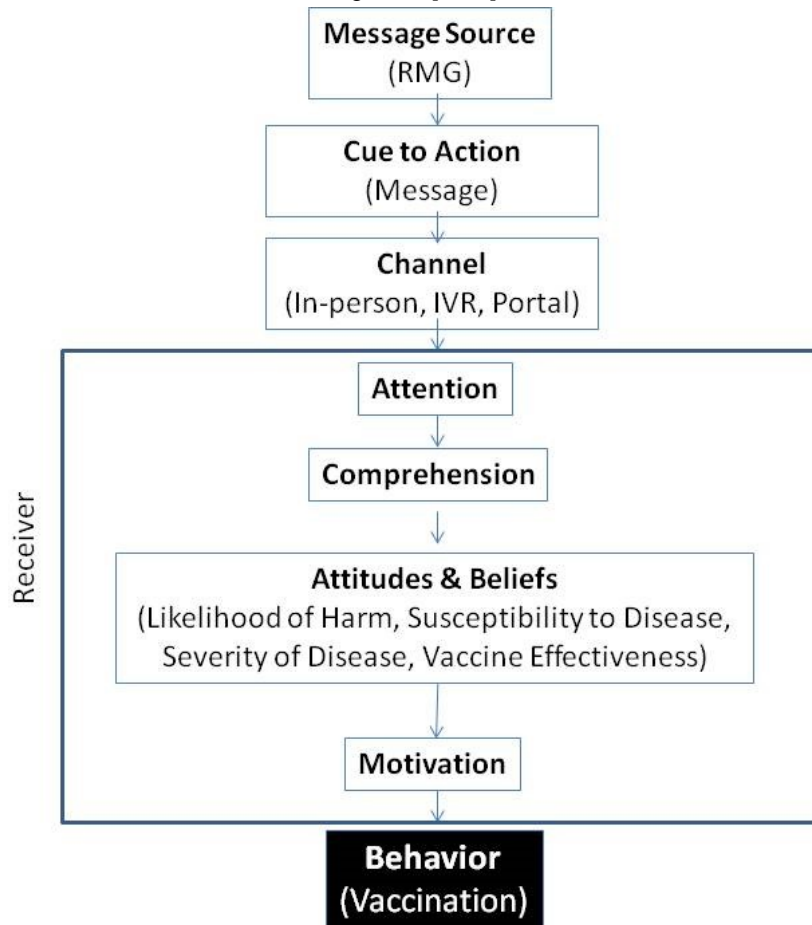 Message Source
(RMG)
Cue to Action
(Message)
Channel
(In-person, IVR, Portal)
Receiver
Attention
Comprehension
Attitudes & Beliefs
(Likelihood of Harm, Susceptibility to Disease,
Severity of Disease, Vaccine Effectiveness)
Motivation
Behavior
(Vaccination)